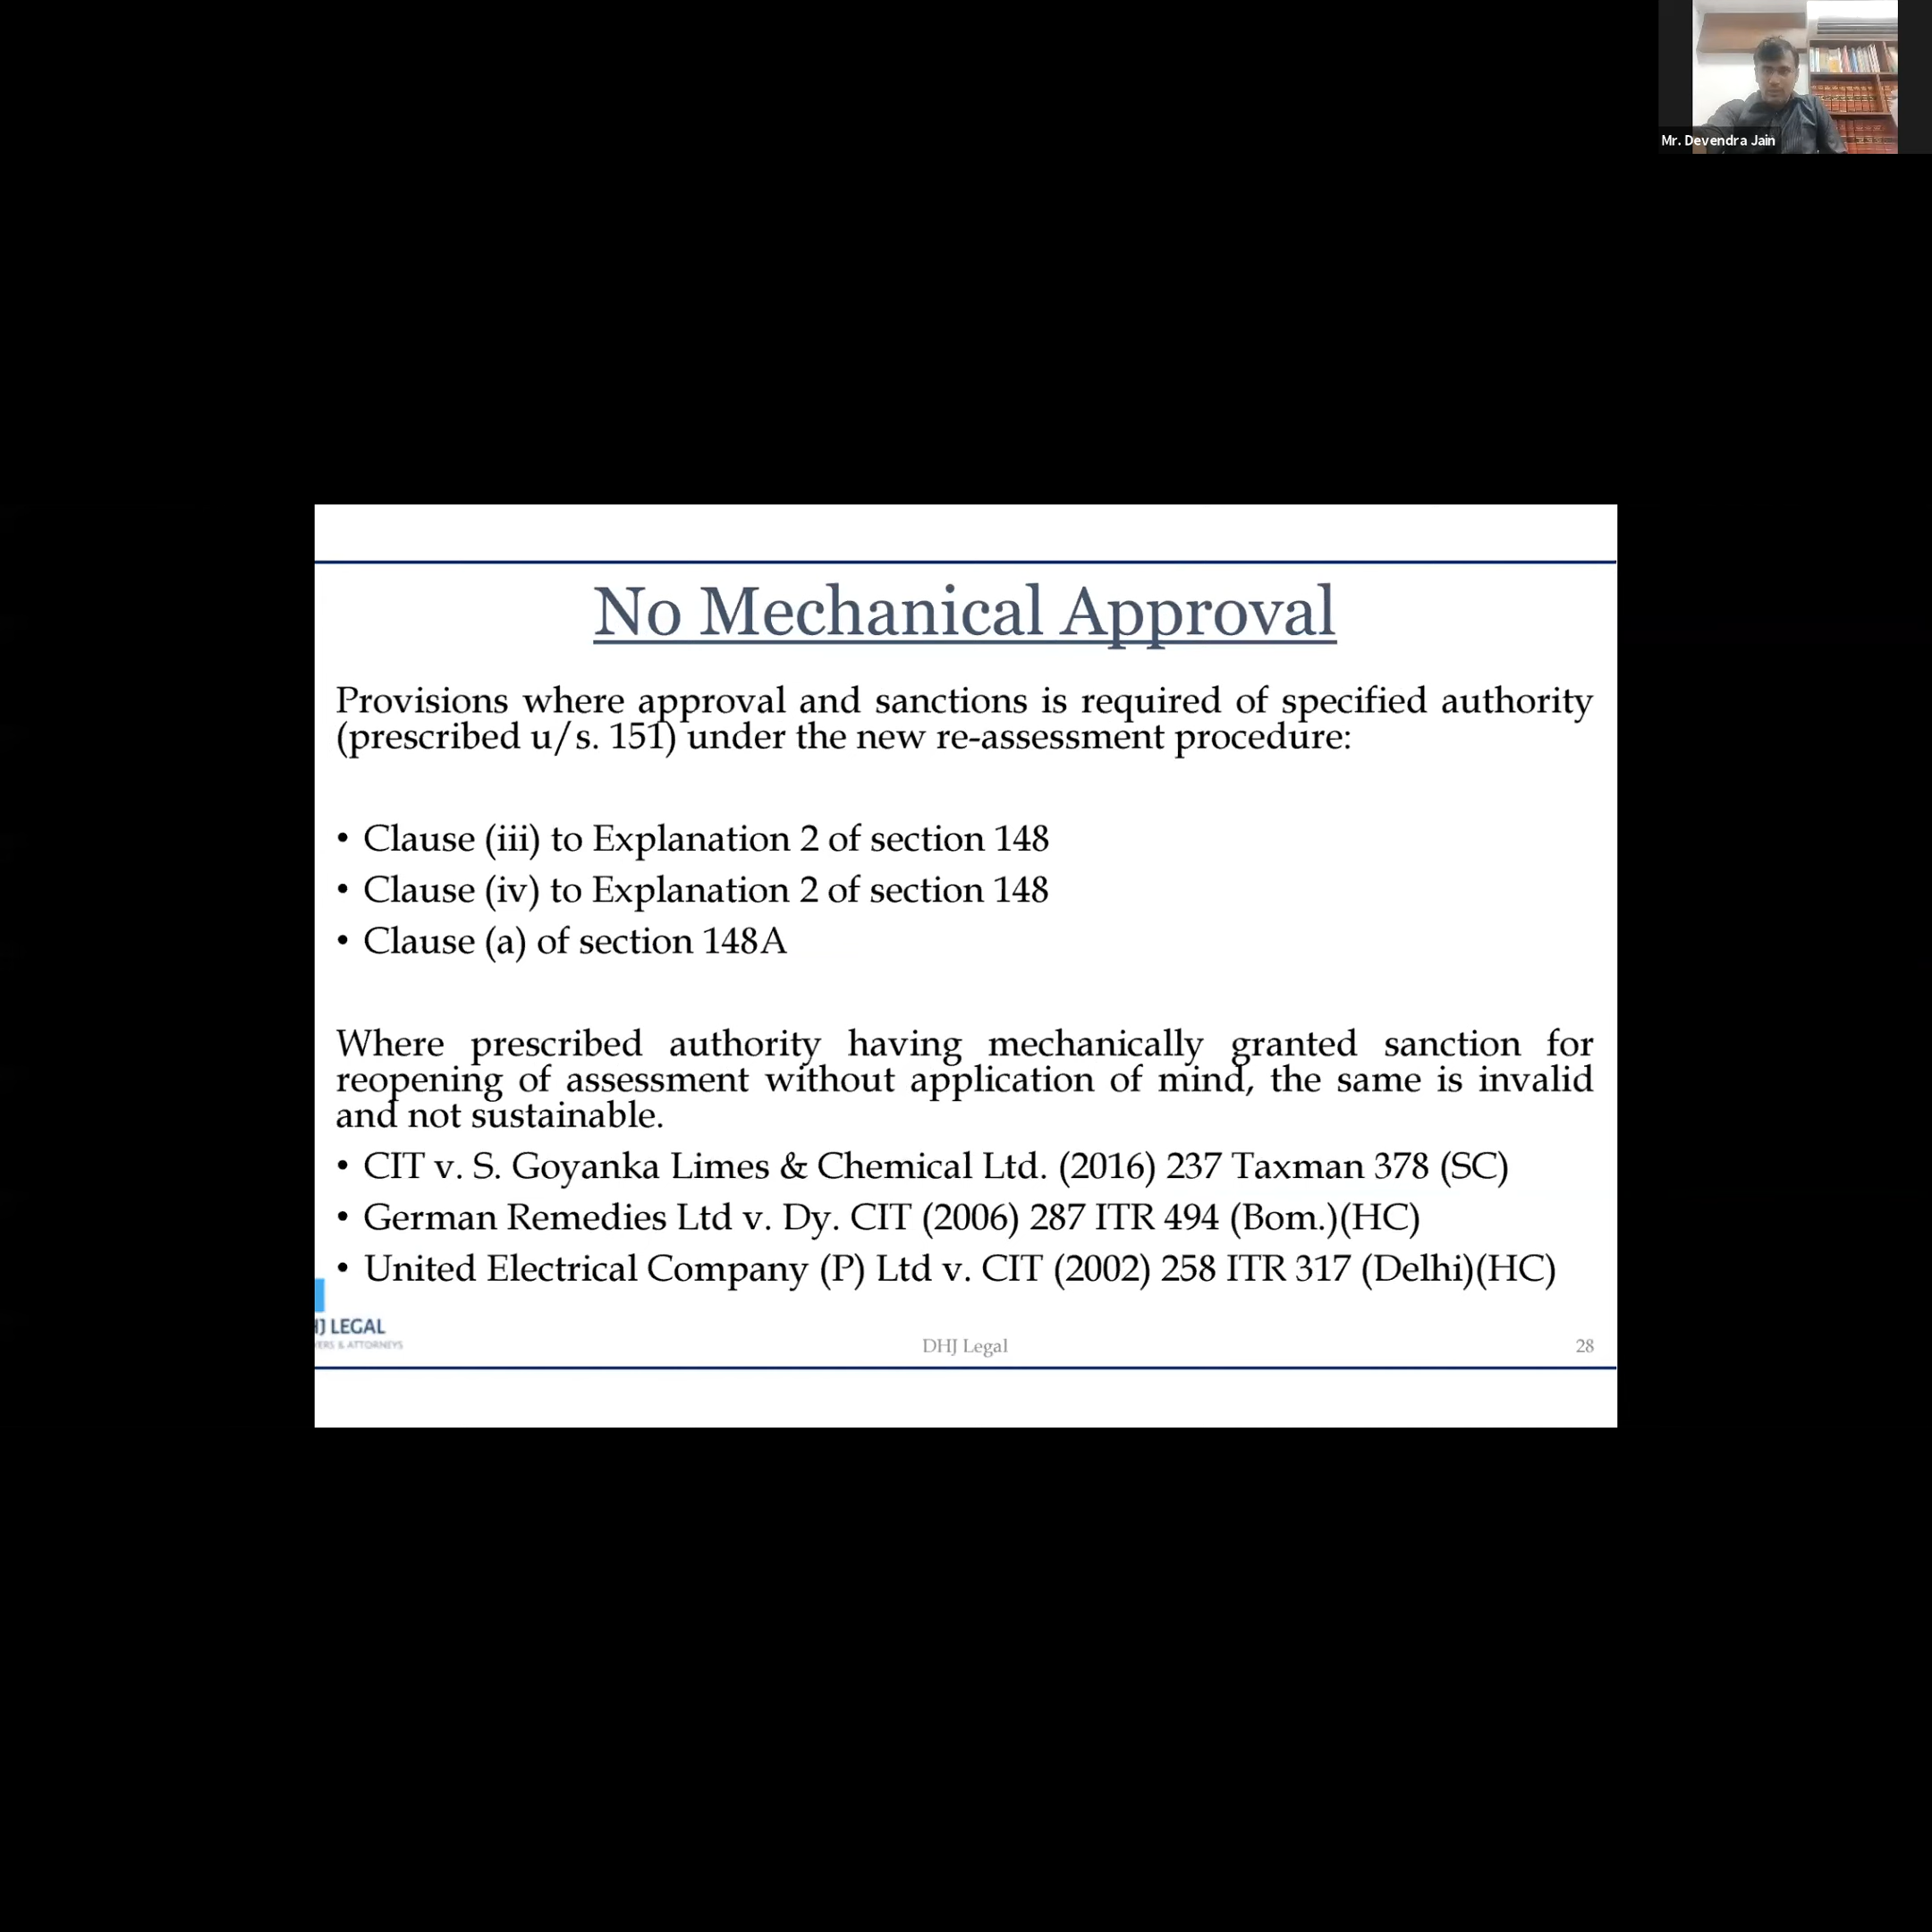 Mr. Devendra Jain
No Mechanical Approval
Provisions where approval and sanctions is required of specified authority
(prescribed u/s. 151) under the new re-assessment procedure:
• Clause (iii) to Explanation 2 of section 148
• Clause (iv) to Explanation 2 of section 148
• Clause (a) of section 148A
Where prescribed authority having mechanically granted sanction for
reopening of assessment without application of mind, the same is invalid
and not sustainable.
• CIT v. S. Goyanka Limes & Chemical Ltd. (2016) 237 Taxman 378 (SC)
• German Remedies Ltd v. Dy. CIT (2006) 287 ITR 494 (Bom.)(HC)
• United Electrical Company (P) Ltd v. CIT (2002) 258 ITR 317 (Delhi)(HC)
LEGAL
& ATTORNEYS
DHJ Legal
28